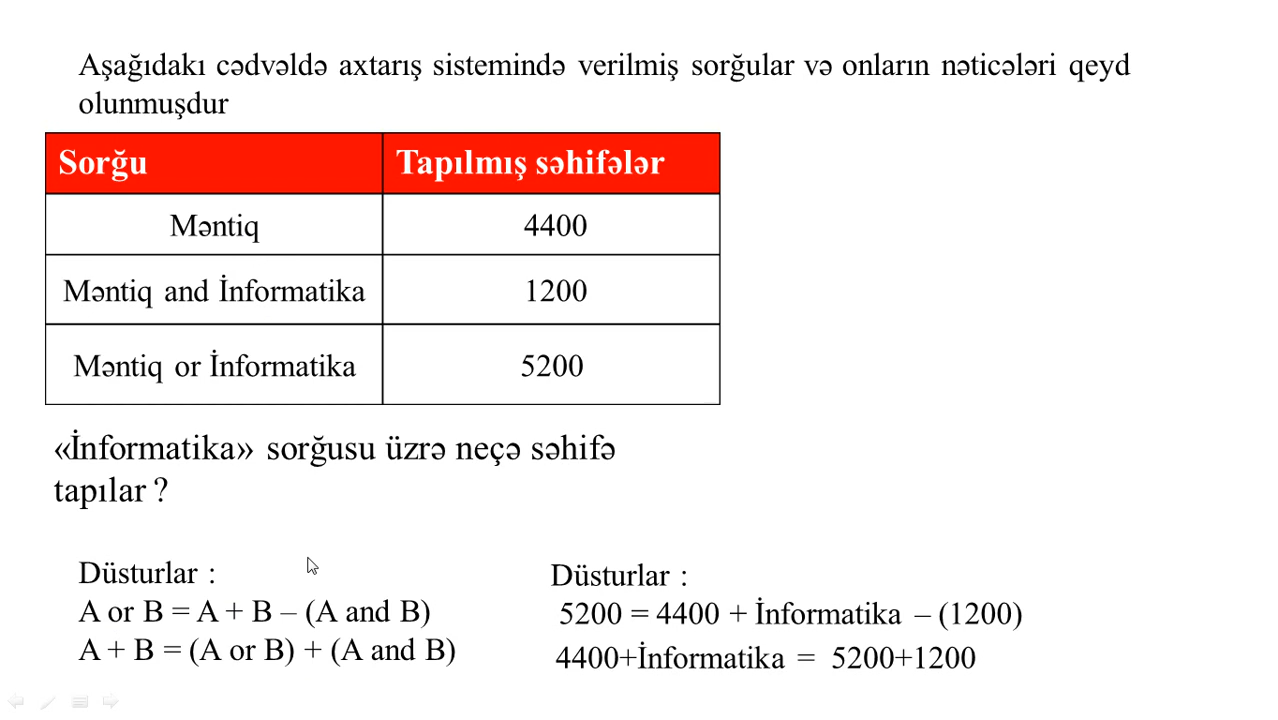 Aşağıdakı cədvəldə axtarış sistemində verilmiş sorğular və onların nəticələri qeyd
olunmuşdur
Sorğu Tapılmış səhifələr
Məntiq 4400
Məntiq and İnformatika 1200
Məntiq or İnformatika 5200
«İnformatika» sorğusu üzrə neçə səhifə
tapılar ?
Düsturlar :
A or B = A + B – (A and B)
A + B = (A or B) + (A and B)
Düsturlar :
5200 = 4400 + İnformatika – (1200)
4400+İnformatika = 5200+1200